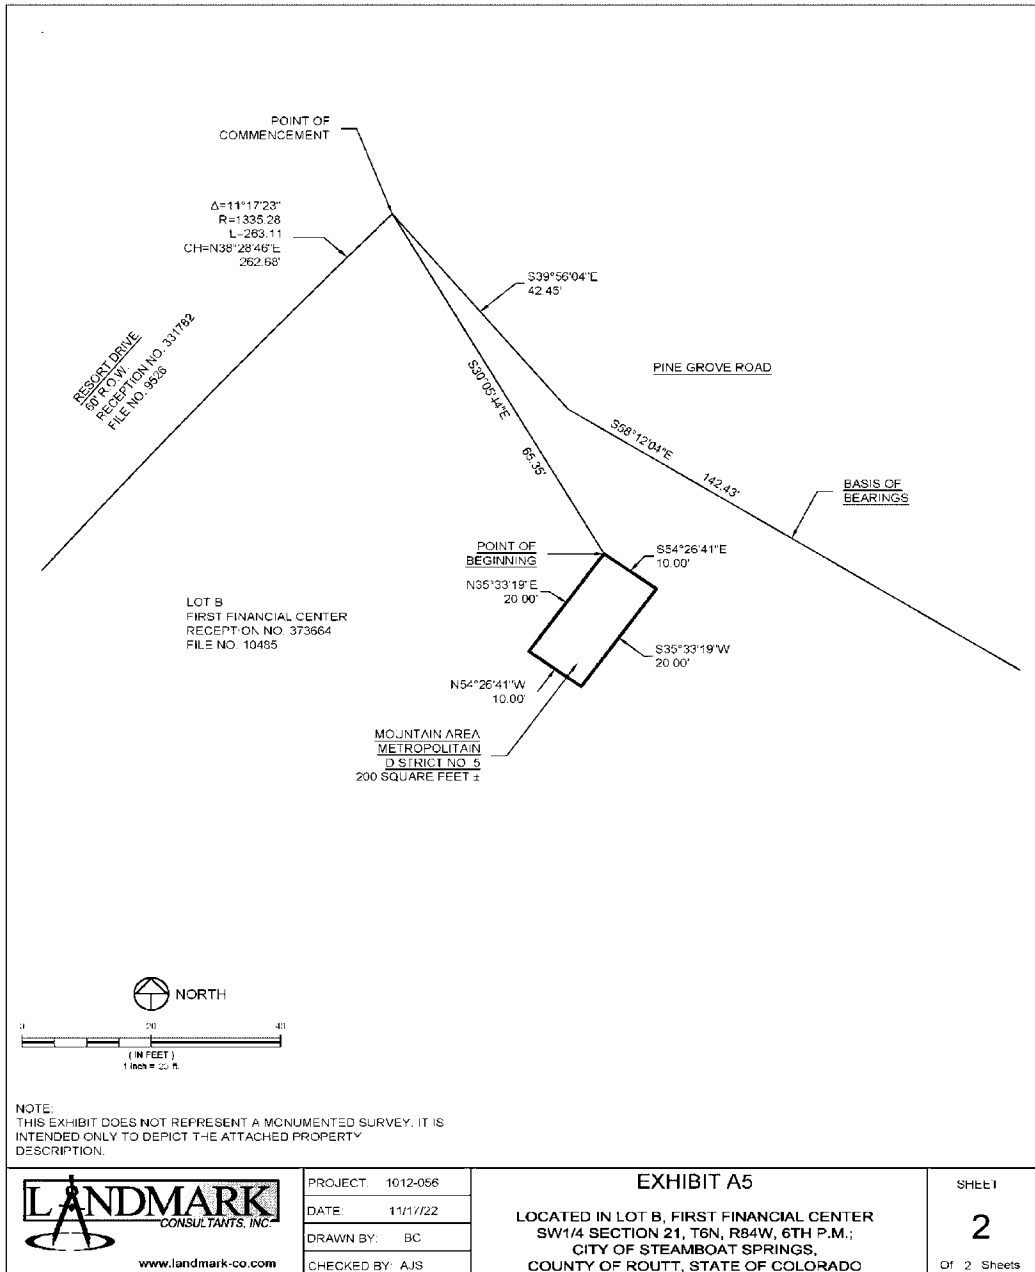 POINT OF
COMMENCEMENT
Δ=11°17'23"
R=1335.28
L=263.11
CH=N38°28'46"E
262.68'
S39°56'04"E
42.45'
RESORT DRIVE
60' R.O.W.
RECEPTION NO. 331782
FILE NO. 9526
S30°05'44"E
65.35'
PINE GROVE ROAD
S58°12'04"E
142.43'
BASIS OF
BEARINGS
POINT OF
BEGINNING
S54°26'41"E
10.00'
N35°33'19"E
20.00'
LOT B
FIRST FINANCIAL CENTER
RECEPTION NO. 373664
FILE NO. 10485
S35°33'19"W
20.00'
N54°26'41"W
10.00'
MOUNTAIN AREA
METROPOLITAIN
DISTRICT NO. 5
200 SQUARE FEET ±
NORTH
0 20 40
( IN FEET )
1 inch = 20 ft.
NOTE:
THIS EXHIBIT DOES NOT REPRESENT A MONUMENTED SURVEY. IT IS
INTENDED ONLY TO DEPICT THE ATTACHED PROPERTY
DESCRIPTION.
LANDMARK
CONSULTANTS, INC.
www.landmark-co.com
PROJECT: 1012-056
DATE: 11/17/22
DRAWN BY: BC
CHECKED BY: AJS
EXHIBIT A5
LOCATED IN LOT B, FIRST FINANCIAL CENTER
SW1/4 SECTION 21, T6N, R84W, 6TH P.M.;
CITY OF STEAMBOAT SPRINGS,
COUNTY OF ROUTT, STATE OF COLORADO
SHEET
2
Of 2 Sheets